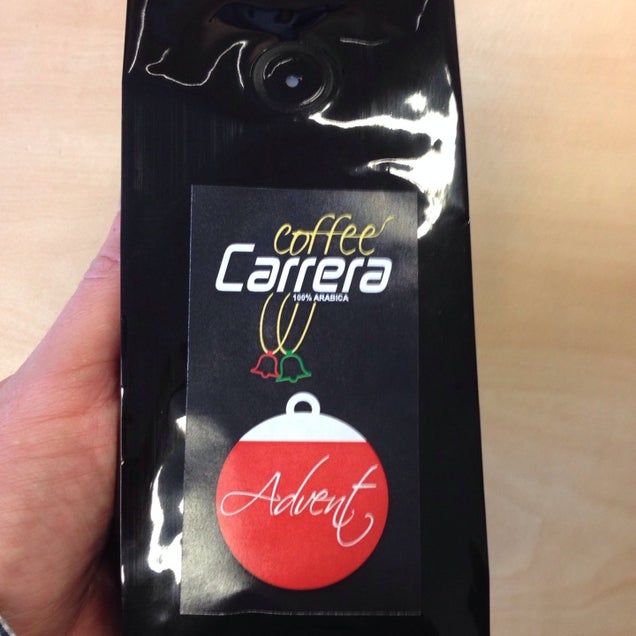 coffee
Carrera
100% ARABICA
Advent